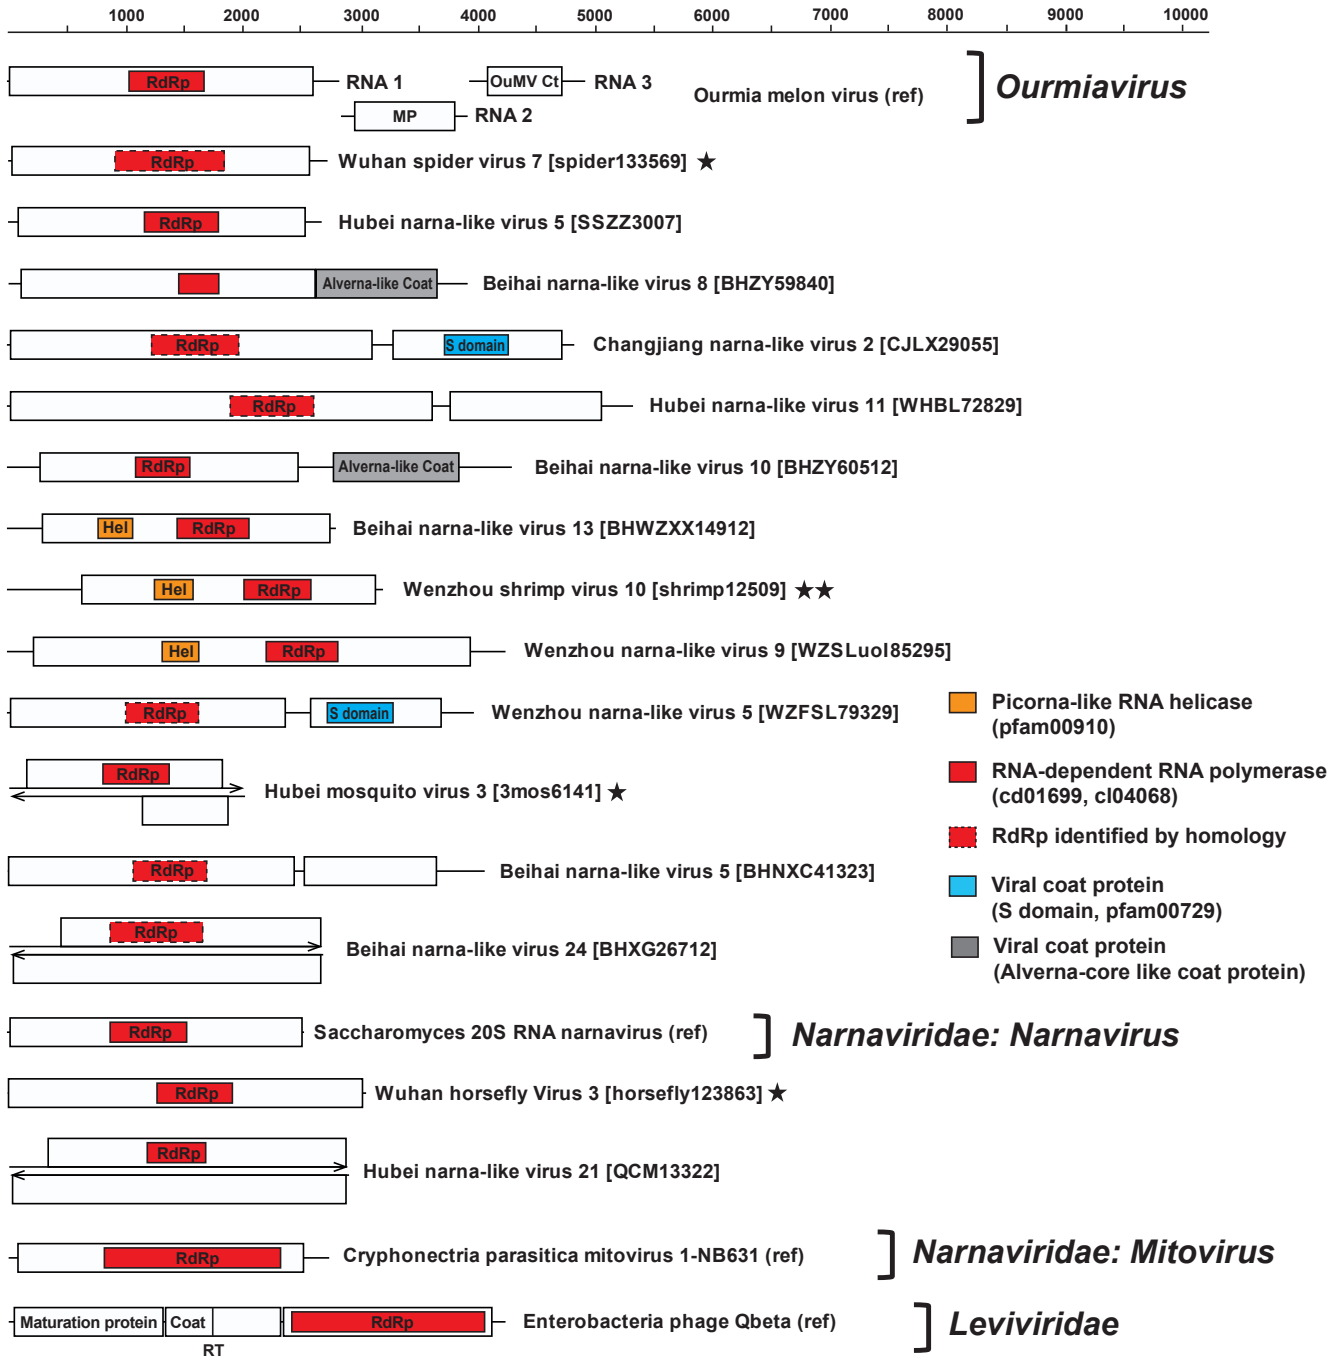 1000 2000 3000 4000 5000 6000 7000 8000 9000 10000
RdRp RNA 1 OuMV Ct RNA 3
MP RNA 2
Ourmia melon virus (ref) Ourmiavirus
RdRp Wuhan spider virus 7 [spider133569] ★
RdRp Hubei narna-like virus 5 [SSZZ3007]
Alverna-like Coat Beihai narna-like virus 8 [BHZY59840]
RdRp S domain Changjiang narna-like virus 2 [CJLX29055]
RdRp Hubei narna-like virus 11 [WHBL72829]
RdRp Alverna-like Coat Beihai narna-like virus 10 [BHZY60512]
Hel RdRp Beihai narna-like virus 13 [BHWZXX14912]
Hel RdRp Wenzhou shrimp virus 10 [shrimp12509] ★★
Hel RdRp Wenzhou narna-like virus 9 [WZSLuoI85295]
RdRp S domain Wenzhou narna-like virus 5 [WZFSL79329]
RdRp Hubei mosquito virus 3 [3mos6141] ★
RdRp Beihai narna-like virus 5 [BHNXC41323]
RdRp Beihai narna-like virus 24 [BHXG26712]
RdRp Saccharomyces 20S RNA narnavirus (ref) Narnaviridae: Narnavirus
RdRp Wuhan horsefly Virus 3 [horsefly123863] ★
RdRp Hubei narna-like virus 21 [QCM13322]
RdRp Cryphonectria parasitica mitovirus 1-NB631 (ref) Narnaviridae: Mitovirus
Maturation protein Coat RdRp Enterobacteria phage Qbeta (ref) Leviviridae
RT
Picorna-like RNA helicase
(pfam00910)
RNA-dependent RNA polymerase
(cd01699, cl04068)
RdRp identified by homology
Viral coat protein
(S domain, pfam00729)
Viral coat protein
(Alverna-core like coat protein)